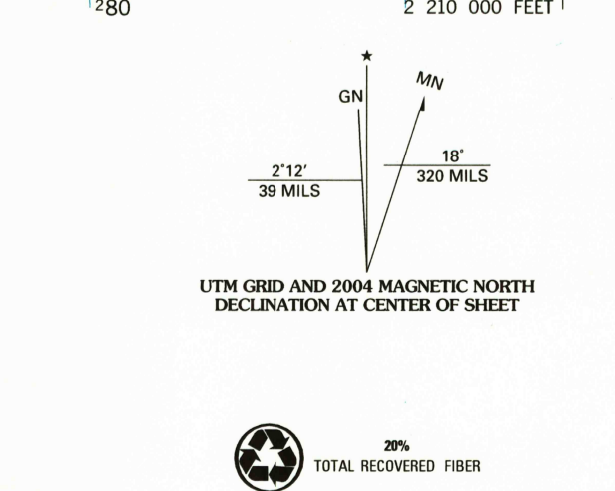 280
2 210 000 FEET
★
GN
MN
2°12'
39 MILS
18°
320 MILS
UTM GRID AND 2004 MAGNETIC NORTH
DECLINATION AT CENTER OF SHEET
20%
TOTAL RECOVERED FIBER